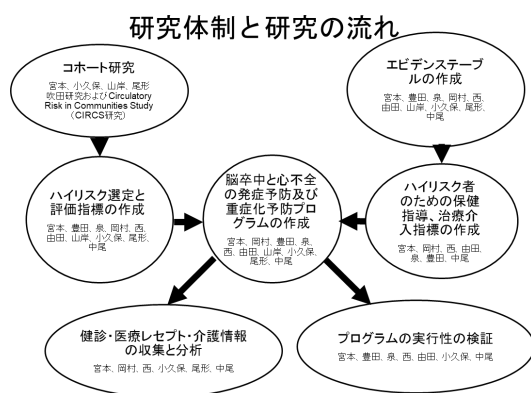 研究体制と研究の流れ
コホート研究
宮本、小久保、山岸、尾形
吹田研究およびCirculatory
Risk in Communities Study
（CIRCS研究）
エビデンステーブ
ルの作成
宮本、豊田、泉、岡村、西、
由田、山岸、小久保、尾形、
中尾
ハイリスク選定と
評価指標の作成
宮本、豊田、泉、岡村、西、
由田、山岸、小久保、尾形、
中尾
脳卒中と心不全
の発症予防及び
重症化予防プロ
グラムの作成
宮本、岡村、豊田、泉、
西、由田、山岸、小久保、
尾形、中尾
ハイリスク者
のための保健
指導、治療介
入指標の作成
宮本、岡村、西、由田、
泉、豊田、中尾
健診・医療レセプト・介護情報
の収集と分析
宮本、岡村、西、小久保、尾形、中尾
プログラムの実行性の検証
宮本、豊田、泉、西、由田、小久保、中尾